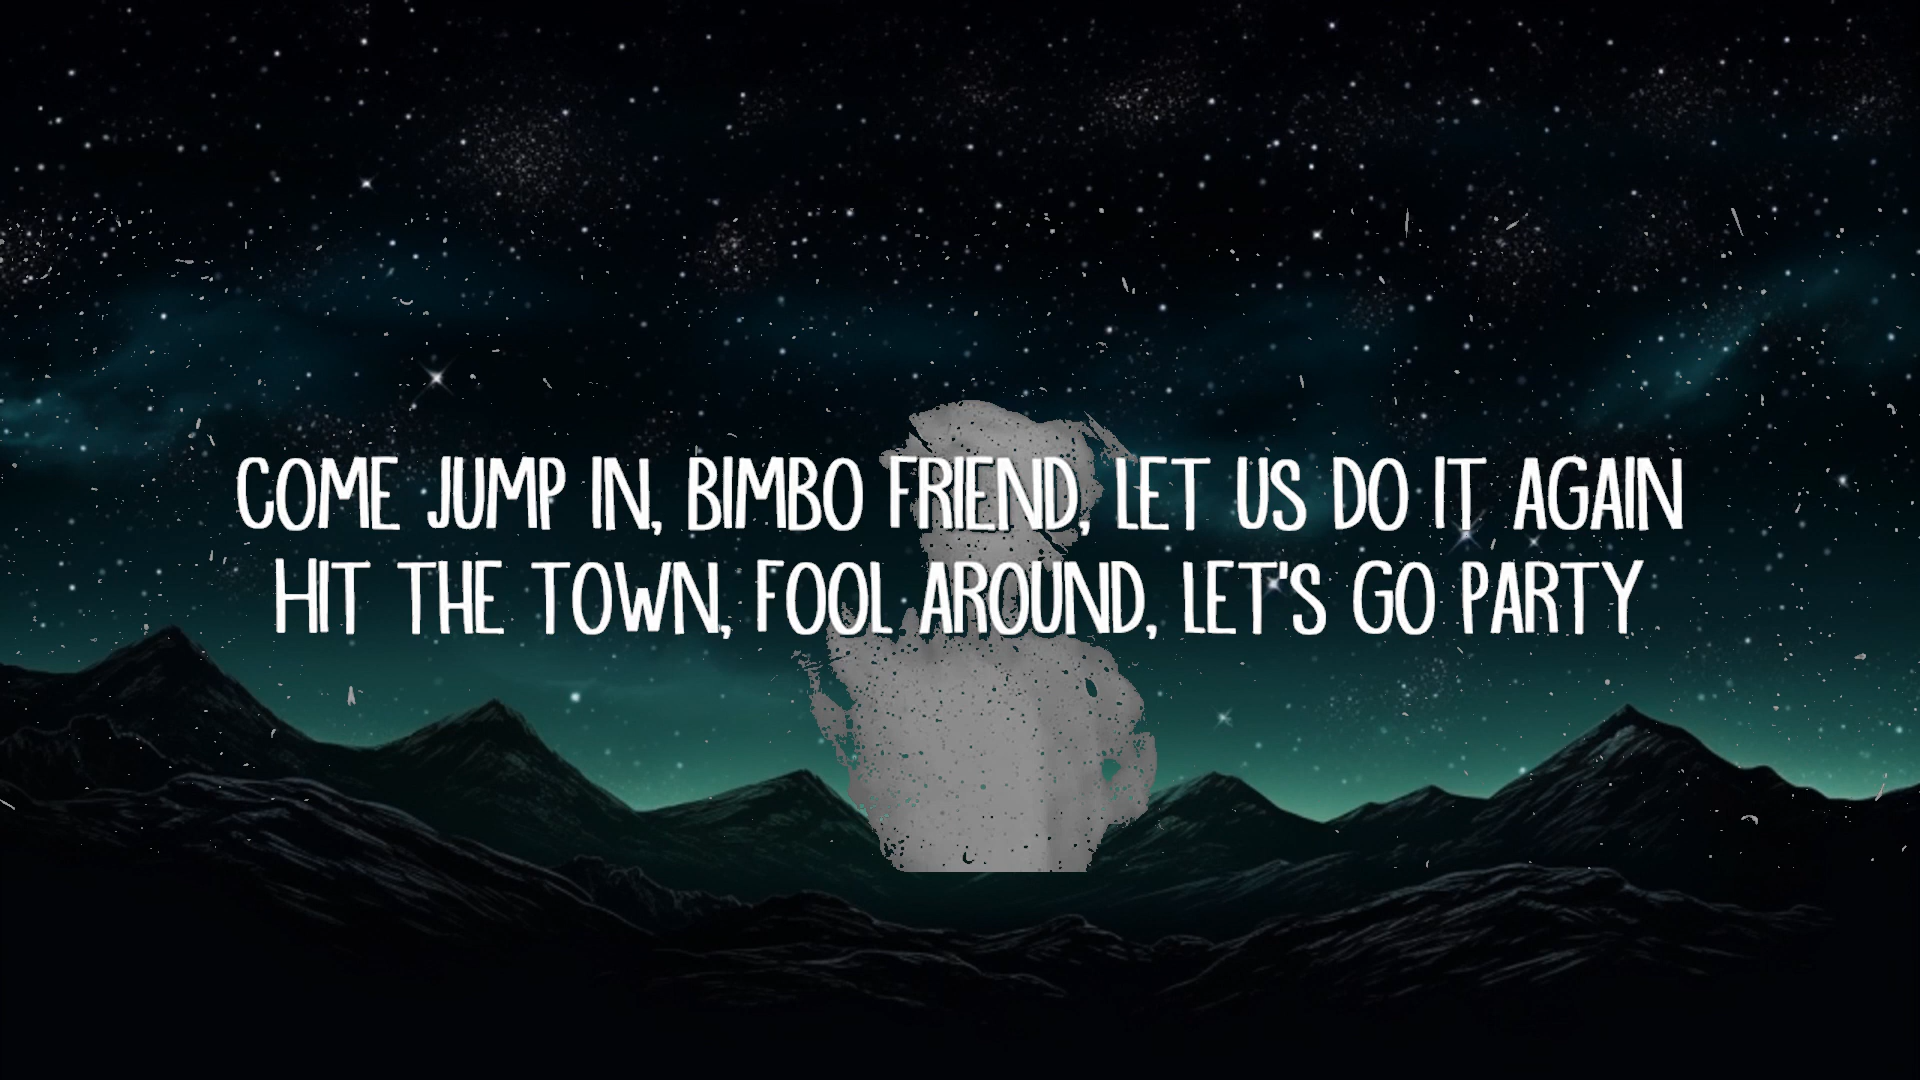 COME JUMP IN, BIMBO FRIEND, LET US DO IT AGAIN
HIT THE TOWN, FOOL AROUND, LET'S GO PARTY